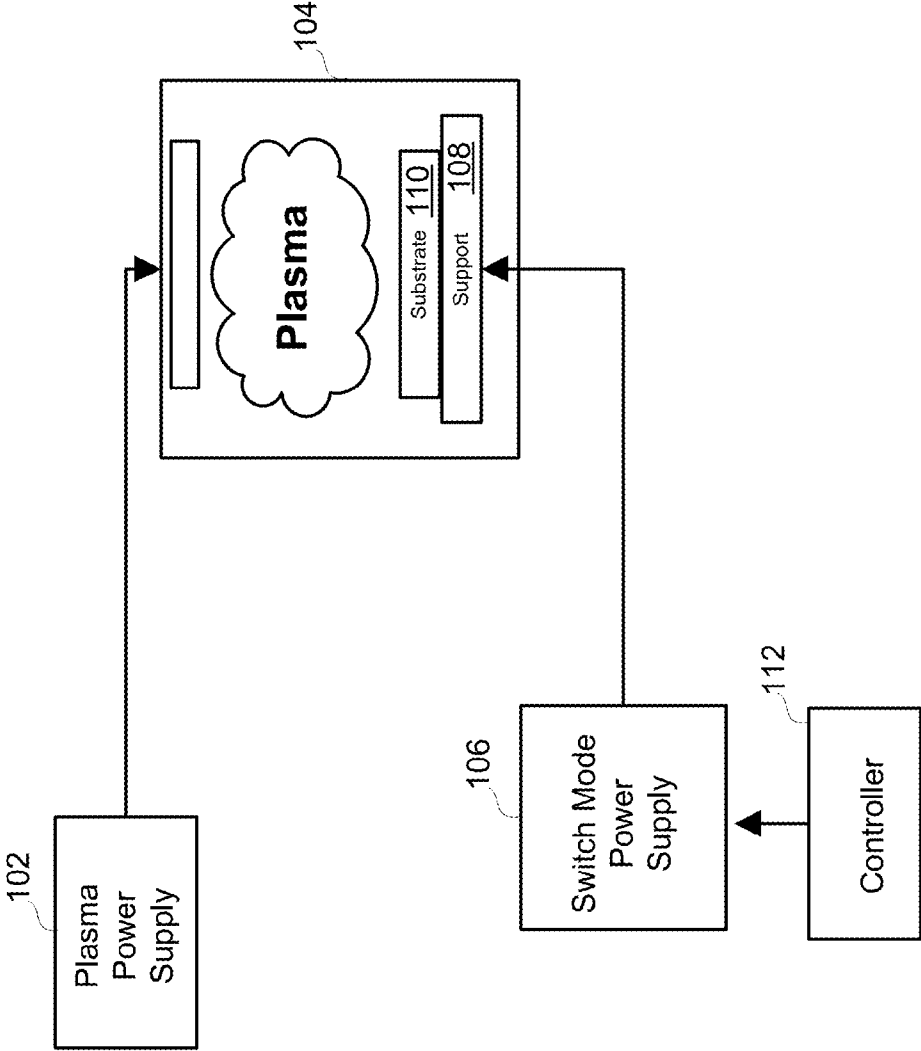 102
Plasma
Power
Supply
104
Plasma
Substrate 110
Support 108
106
Switch Mode
Power
Supply
112
Controller